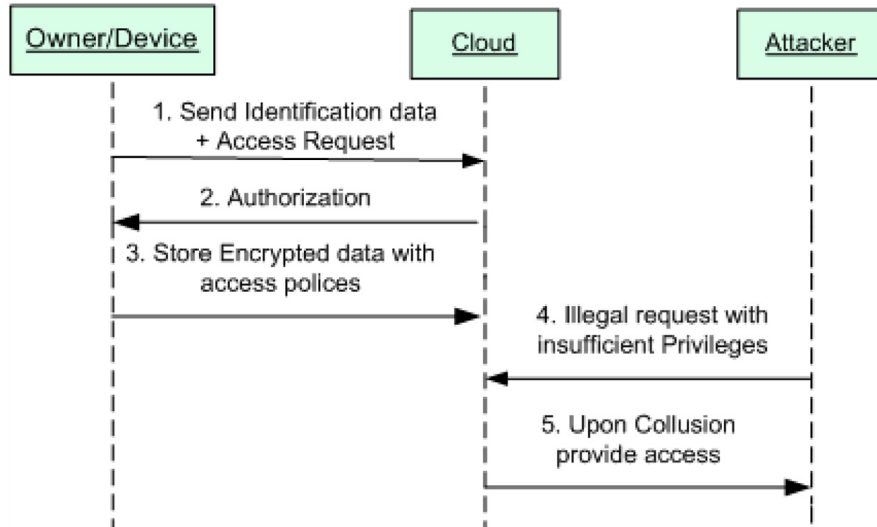 Owner/Device
Cloud
Attacker
1. Send Identification data
+ Access Request
2. Authorization
3. Store Encrypted data with
access polices
4. Illegal request with
insufficient Privileges
5. Upon Collusion
provide access